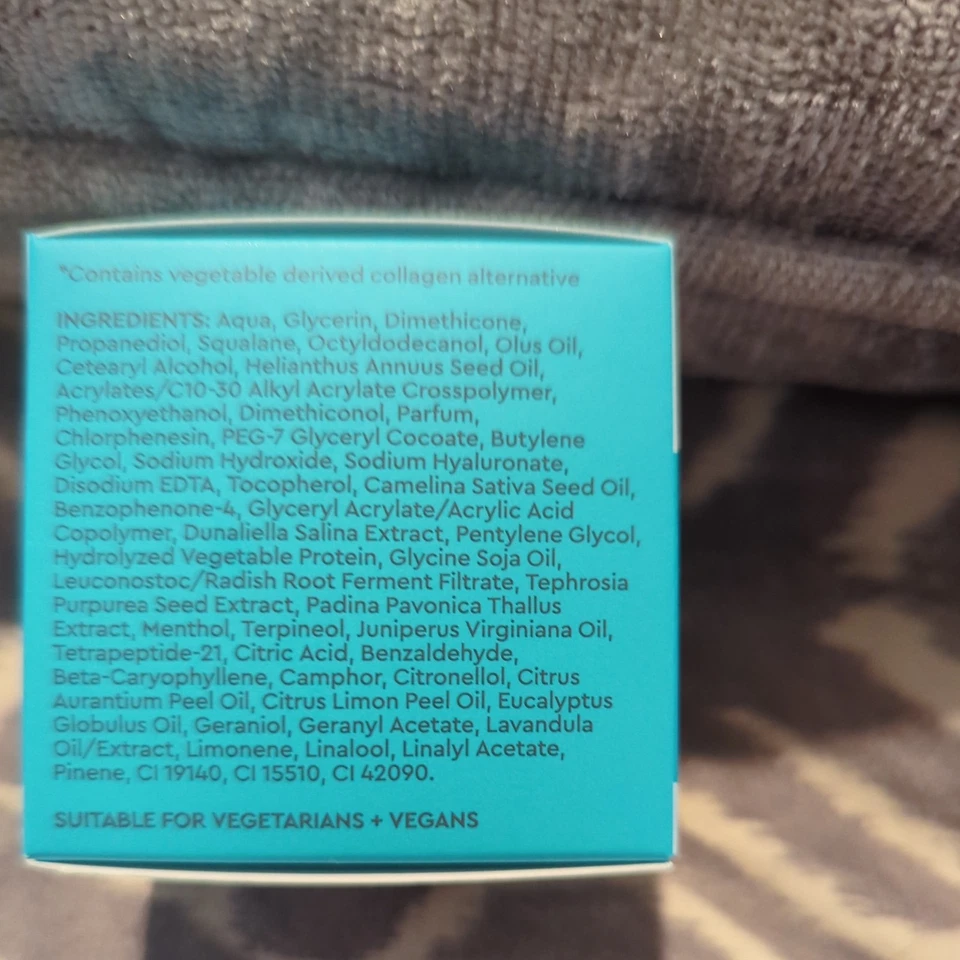 *Contains vegetable derived collagen alternative
INGREDIENTS: Aqua, Glycerin, Dimethicone,
Propanediol, Squalane, Octyldodecanol, Olus Oil,
Cetearyl Alcohol, Helianthus Annuus Seed Oil,
Acrylates/C10-30 Alkyl Acrylate Crosspolymer,
Phenoxyethanol, Dimethiconol, Parfum,
Chlorphenesin, PEG-7 Glyceryl Cocoate, Butylene
Glycol, Sodium Hydroxide, Sodium Hyaluronate,
Disodium EDTA, Tocopherol, Camelina Sativa Seed Oil,
Benzophenone-4, Glyceryl Acrylate/Acrylic Acid
Copolymer, Dunaliella Salina Extract, Pentylene Glycol,
Hydrolyzed Vegetable Protein, Glycine Soja Oil,
Leuconostoc/Radish Root Ferment Filtrate, Tephrosia
Purpurea Seed Extract, Padina Pavonica Thallus
Extract, Menthol, Terpineol, Juniperus Virginiana Oil,
Tetrapeptide-21, Citric Acid, Benzaldehyde,
Beta-Caryophyllene, Camphor, Citronellol, Citrus
Aurantium Peel Oil, Citrus Limon Peel Oil, Eucalyptus
Globulus Oil, Geraniol, Geranyl Acetate, Lavandula
Oil/Extract, Limonene, Linalool, Linalyl Acetate,
Pinene, CI 19140, CI 15510, CI 42090.
SUITABLE FOR VEGETARIANS + VEGANS